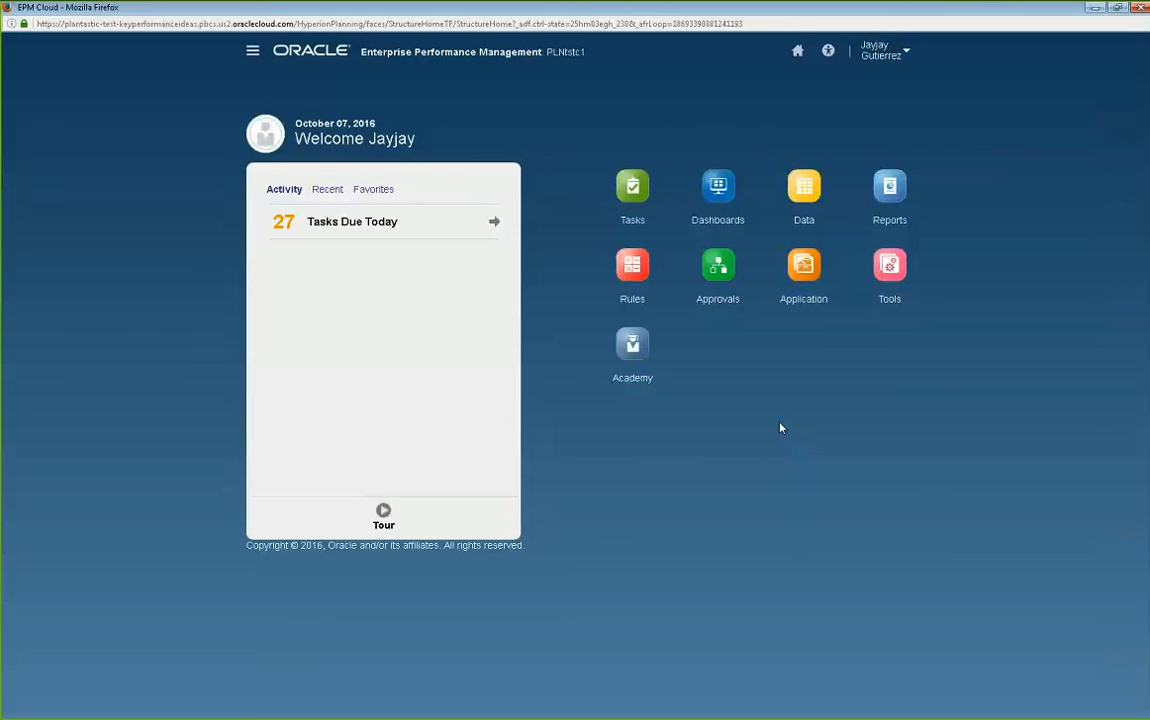 EPM Cloud - Mozilla Firefox
ORACLE Enterprise Performance Management PLNtstc1
Jayjay
Gutierrez
October 07, 2016
Welcome Jayjay
Activity Recent Favorites
27 Tasks Due Today
Tour
Copyright © 2016, Oracle and/or its affiliates. All rights reserved.
Tasks Dashboards Data Reports
Rules Approvals Application Tools
Academy